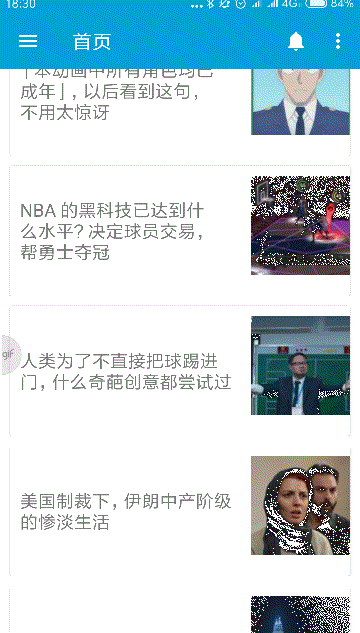 18:30
4G
84%
首页
「本动画中所有角色均已
成年」，以后看到这句，
不用太惊讶
NBA 的黑科技已达到什
么水平？决定球员交易，
帮勇士夺冠
gif
人类为了不直接把球踢进
门，什么奇葩创意都尝试过
美国制裁下，伊朗中产阶级
的惨淡生活